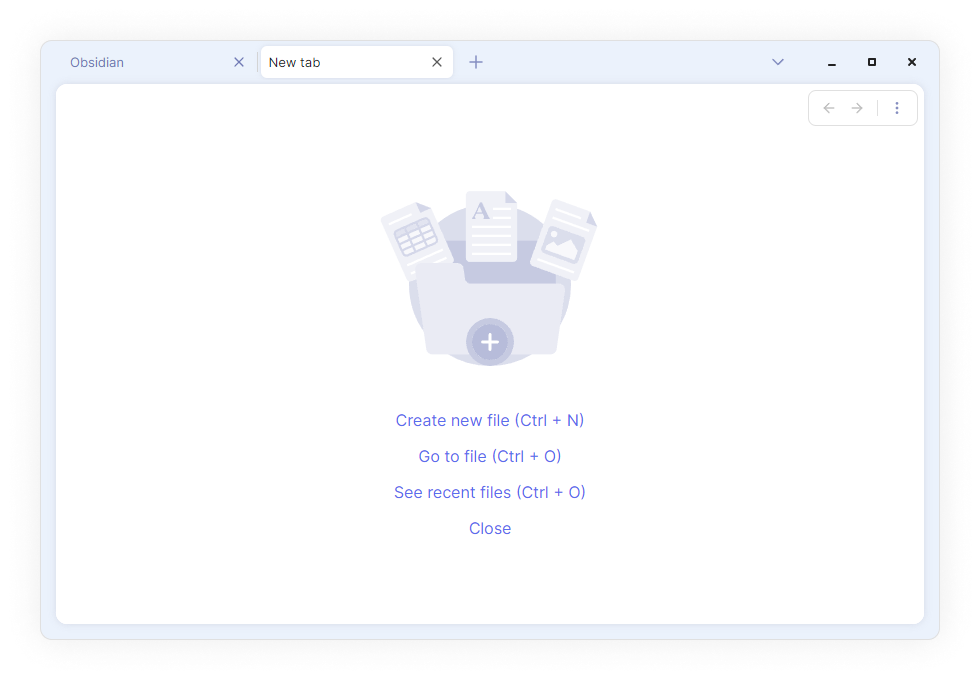 Obsidian
New tab
A
Create new file (Ctrl + N)
Go to file (Ctrl + O)
See recent files (Ctrl + O)
Close